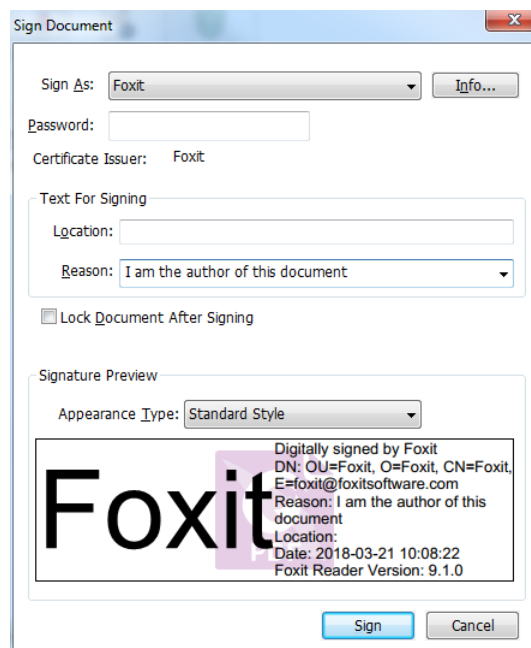 Sign Document
Sign As: Foxit Info...
Password:
Certificate Issuer: Foxit
Text For Signing
Location:
Reason: I am the author of this document
Lock Document After Signing
Signature Preview
Appearance Type: Standard Style
Foxit
Digitally signed by Foxit
DN: OU=Foxit, O=Foxit, CN=Foxit,
E=foxit@foxitsoftware.com
Reason: I am the author of this
document
Location:
Date: 2018-03-21 10:08:22
Foxit Reader Version: 9.1.0
Sign Cancel